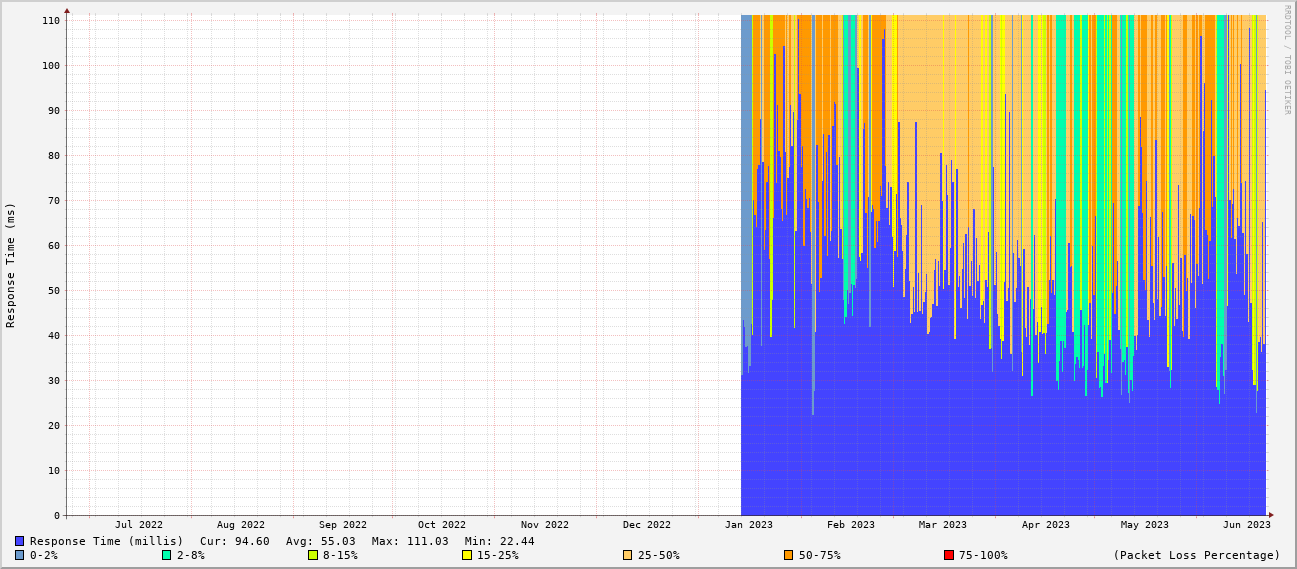 RRDTOOL / TOBI OETIKER
Response Time (ms)
110
100
90
80
70
60
50
40
30
20
10
0
Jul 2022 Aug 2022 Sep 2022 Oct 2022 Nov 2022 Dec 2022 Jan 2023 Feb 2023 Mar 2023 Apr 2023 May 2023 Jun 2023
Response Time (millis) Cur: 94.60 Avg: 55.03 Max: 111.03 Min: 22.44
0-2% 2-8% 8-15% 15-25% 25-50% 50-75% 75-100% (Packet Loss Percentage)